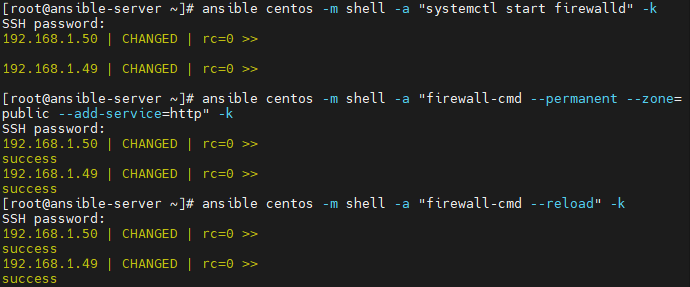 [root@ansible-server ~]# ansible centos -m shell -a "systemctl start firewalld" -k
SSH password:
192.168.1.50 | CHANGED | rc=0 >>
192.168.1.49 | CHANGED | rc=0 >>
[root@ansible-server ~]# ansible centos -m shell -a "firewall-cmd --permanent --zone=
public --add-service=http" -k
SSH password:
192.168.1.50 | CHANGED | rc=0 >>
success
192.168.1.49 | CHANGED | rc=0 >>
success
[root@ansible-server ~]# ansible centos -m shell -a "firewall-cmd --reload" -k
SSH password:
192.168.1.50 | CHANGED | rc=0 >>
success
192.168.1.49 | CHANGED | rc=0 >>
success